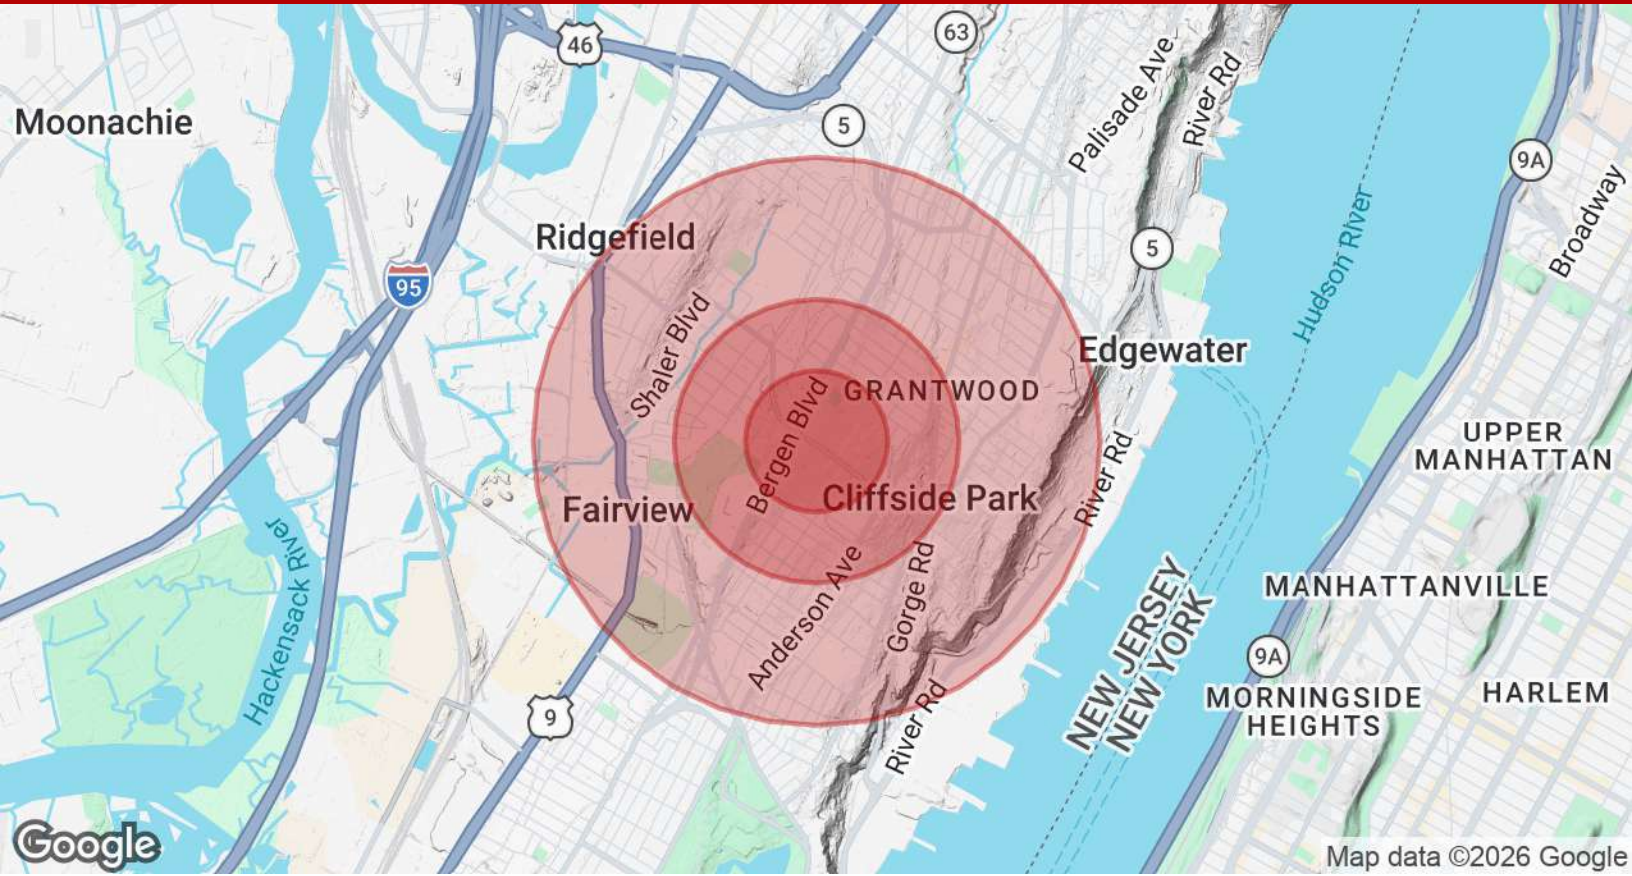 46
63
Palisade Ave
River Rd
Moonachie
5
9A
Broadway
Ridgefield
5
Hudson River
95
Shaler Blvd
Edgewater
Bergen Blvd
GRANTWOOD
UPPER
MANHATTAN
River Rd
Cliffside Park
Fairview
Hackensack River
Anderson Ave
Gorge Rd
NEW JERSEY
NEW YORK
MANHATTANVILLE
9A
MORNINGSIDE
HEIGHTS
HARLEM
9
River Rd
Google
Map data ©2026 Google